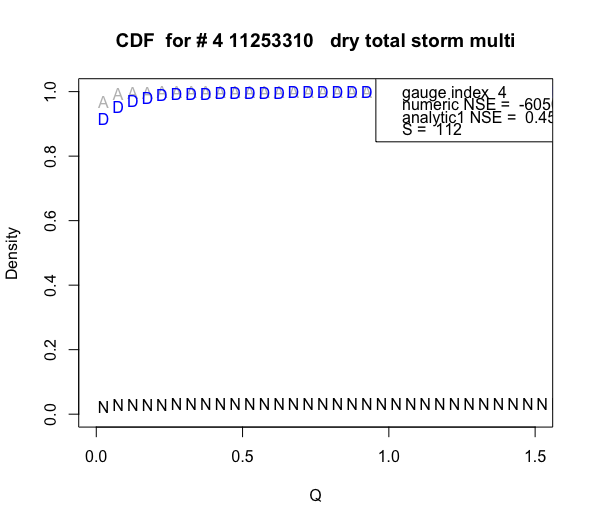 CDF  for # 4 11253310   dry total storm multi
gauge index  4
numeric NSE =  -605
analytic1 NSE =  0.45
S =  112
Density
0.0 0.2 0.4 0.6 0.8 1.0
A A A A A A A A A A A A A A A A A A A
D D D D D D D D D D D D D D D D D D D
N N N N N N N N N N N N N N N N N N N N N N N N N N N N N N N
0.0 0.5 1.0 1.5
Q